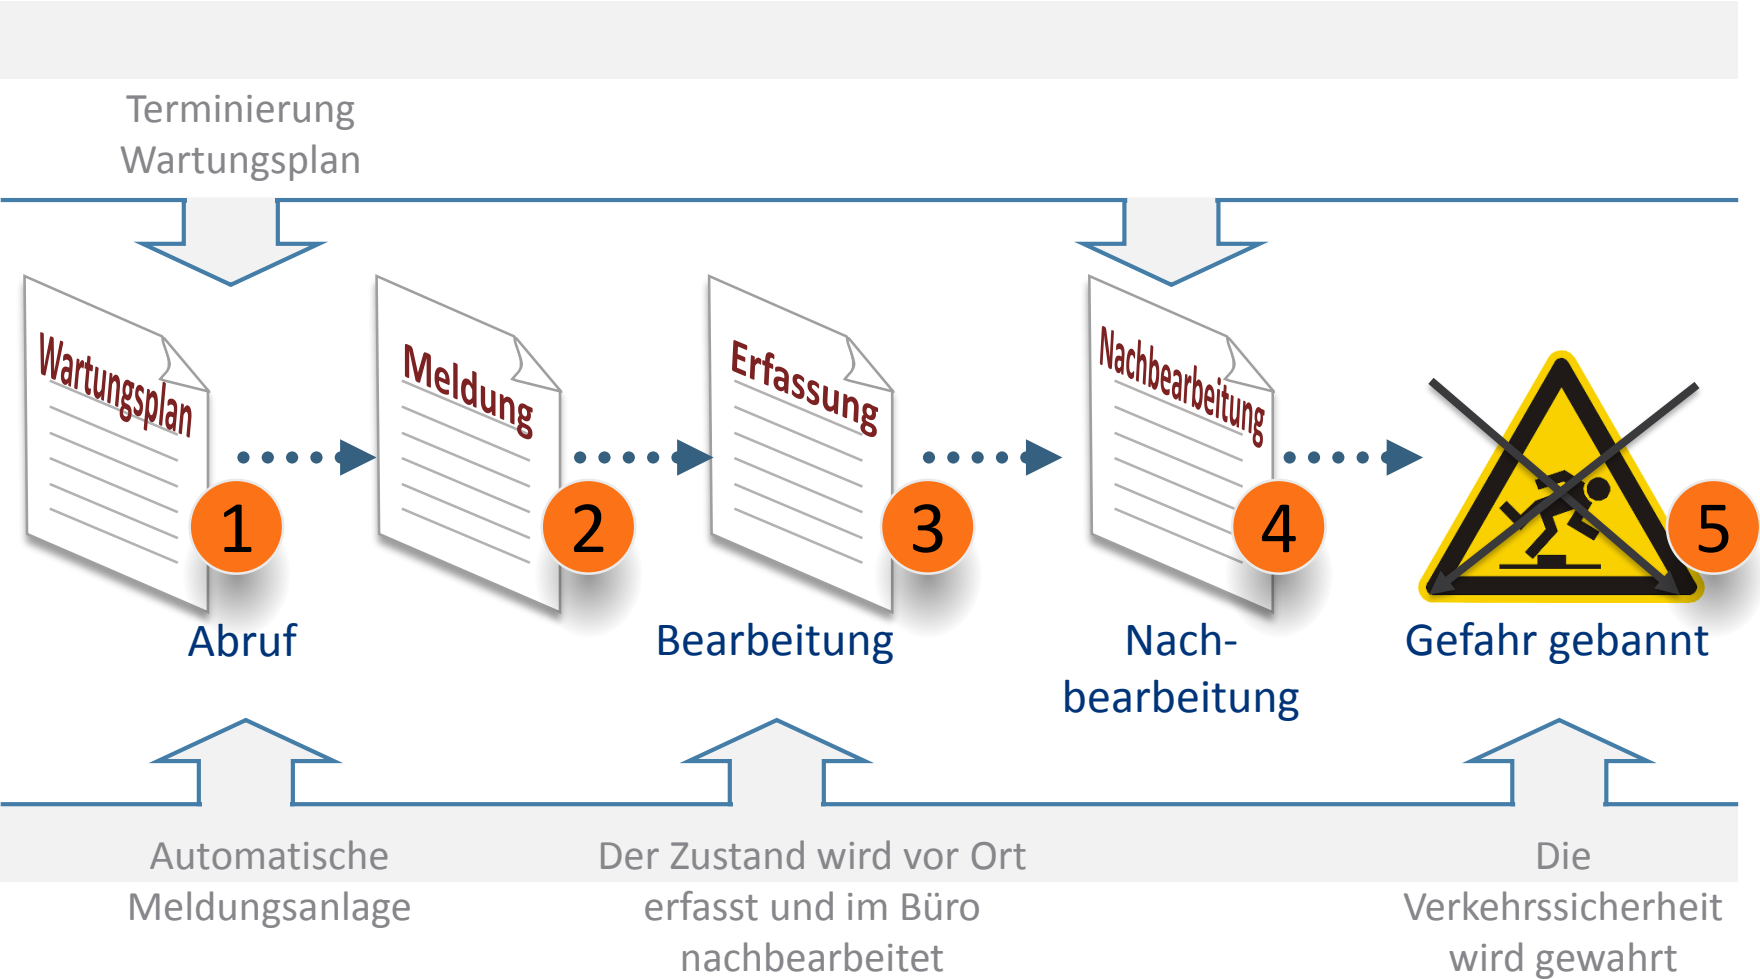 Terminierung
Wartungsplan
Wartungsplan
Meldung
Erfassung
Nachbearbeitung
1
2
3
4
5
Abruf
Bearbeitung
Nach-
bearbeitung
Gefahr gebannt
Automatische
Meldungsanlage
Der Zustand wird vor Ort
erfasst und im Büro
nachbearbeitet
Die
Verkehrssicherheit
wird gewahrt